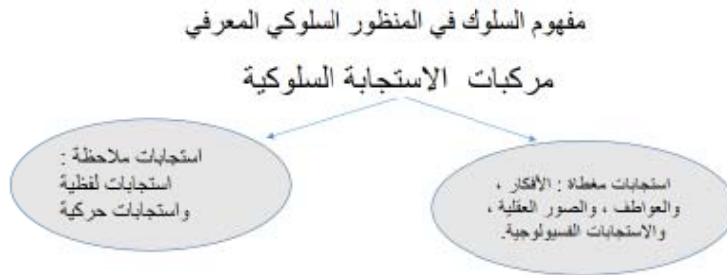 مفهوم السلوك في المنظور السلوكي المعرفي
مركبات الاستجابة السلوكية
استجابات مغطاة : الأفكار ،
والعواطف ، والصور العقلية ،
والاستجابات الفسيولوجية.
استجابات ملاحظة :
استجابات لفظية
واستجابات حركية